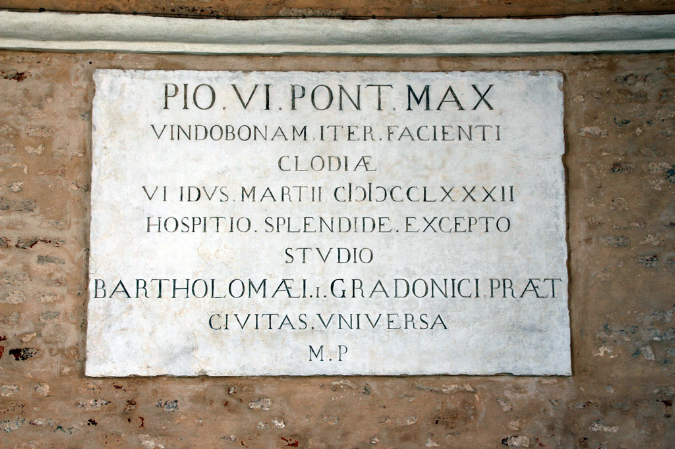 PIO.VI.PONT.MAX
VINDOBONAM.ITER.FACIENTI
CLODIÆ
VI IDVS.MARTII CIↃIↃCCLXXXII
HOSPITIO.SPLENDIDE.EXCEPTO
STVDIO
BARTHOLOMÆI.I.GRADONICI.PRÆT
CIVITAS.VNIVERSA
M.P